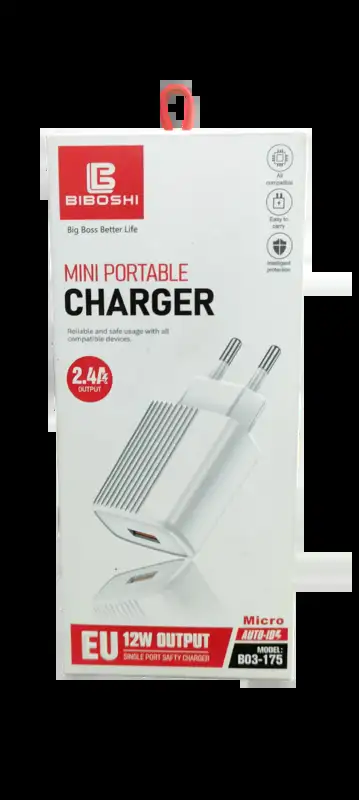 BIBOSHI
Big Boss Better Life
All
compatible
Easy to
carry
Intelligent
protection
MINI PORTABLE
CHARGER
Reliable and safe usage with all
compatible devices.
2.4A
OUTPUT
EU
12W OUTPUT
SINGLE PORT SAFTY CHARGER
Micro
AUTO-ID
MODEL:
B03-175